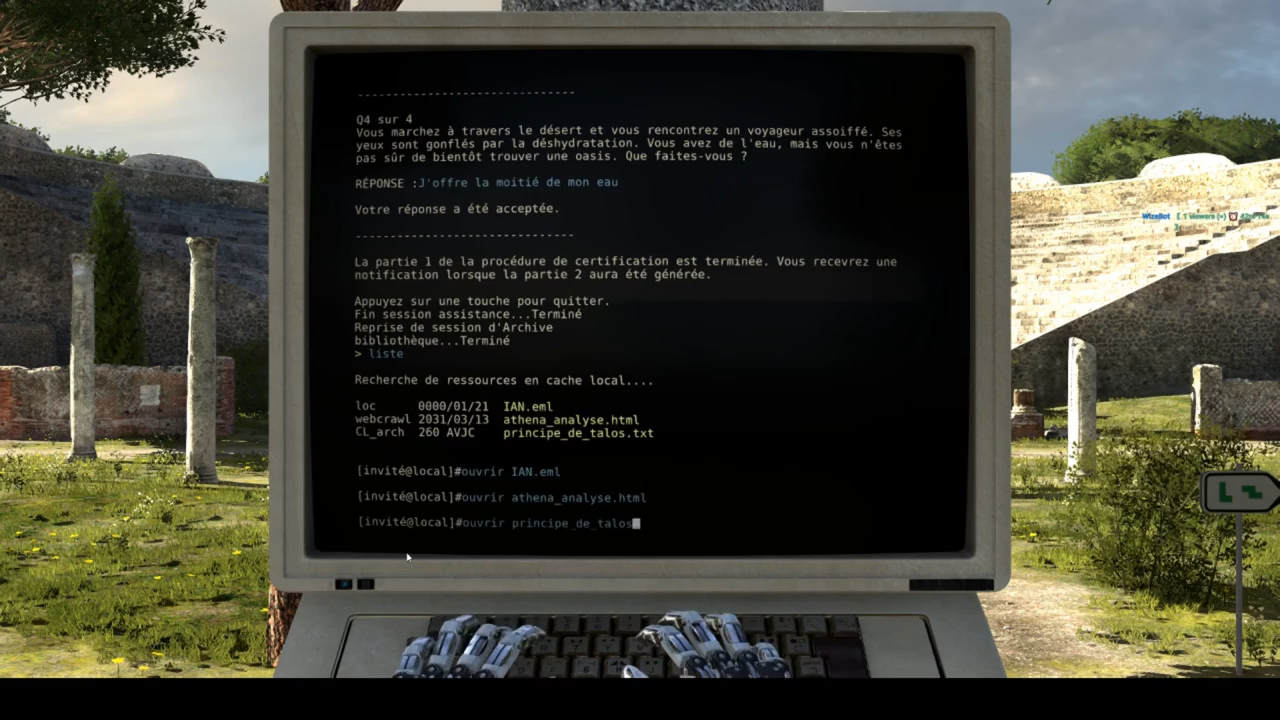 ------------------------------
Q4 sur 4
Vous marchez à travers le désert et vous rencontrez un voyageur assoiffé. Ses
yeux sont gonflés par la déshydratation. Vous avez de l'eau, mais vous n'êtes
pas sûr de bientôt trouver une oasis. Que faites-vous ?
RÉPONSE :J'offre la moitié de mon eau
Votre réponse a été acceptée.
------------------------------
La partie 1 de la procédure de certification est terminée. Vous recevrez une
notification lorsque la partie 2 aura été générée.
Appuyez sur une touche pour quitter.
Fin session assistance...Terminé
Reprise de session d'Archive
bibliothèque...Terminé
> liste
Recherche de ressources en cache local....
loc 0000/01/21 IAN.eml
webcrawl 2031/03/13 athena_analyse.html
CL_arch 260 AVJC principe_de_talos.txt
[invité@local]#ouvrir IAN.eml
[invité@local]#ouvrir athena_analyse.html
[invité@local]#ouvrir principe_de_talos
WizeBot [ 1 viewers (=)